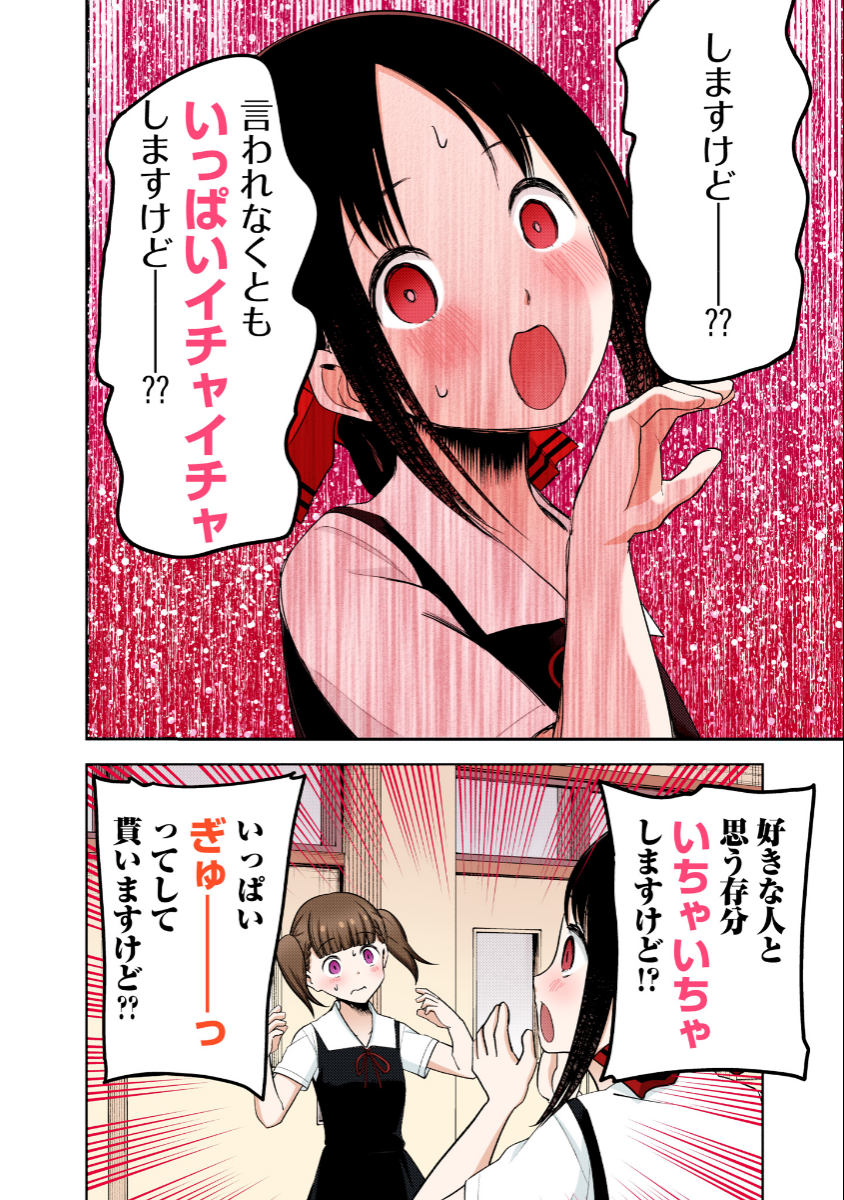 しますけど――??
言われなくとも
いっぱいイチャイチャ
しますけど――??
好きな人と
思う存分
いちゃいちゃ
しますけど!?
いっぱい
ぎゅ――っ
ってして
貰いますけど??